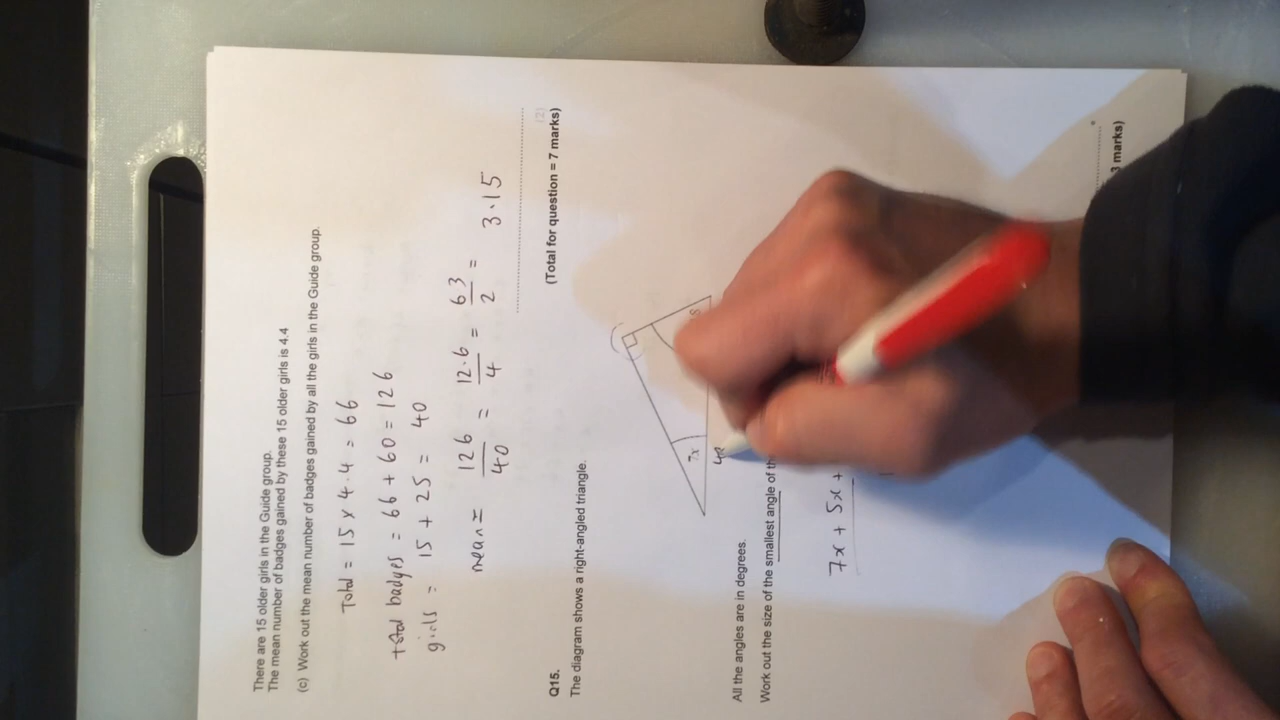 There are 15 older girls in the Guide group.
The mean number of badges gained by these 15 older girls is 4.4
(c) Work out the mean number of badges gained by all the girls in the Guide group.
Total = 15 x 4.4 = 66
total badges = 66 + 60 = 126
girls = 15 + 25 = 40
mean = 126/40 = 12.6/4 = 6.3/2 = 3.15
(2)
(Total for question = 7 marks)
Q15.
The diagram shows a right-angled triangle.
7x
All the angles are in degrees.
Work out the size of the smallest angle of
7x + 5x +
3 marks)